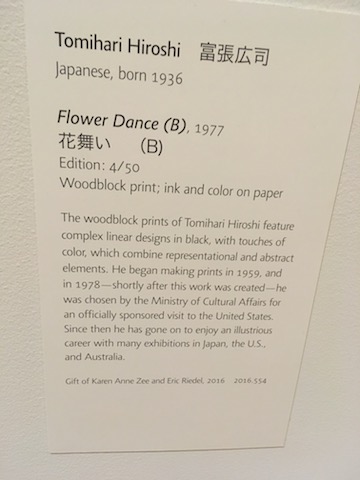 Tomihari Hiroshi 富張広司
Japanese, born 1936
Flower Dance (B), 1977
花舞い (B)
Edition: 4/50
Woodblock print; ink and color on paper
The woodblock prints of Tomihari Hiroshi feature
complex linear designs in black, with touches of
color, which combine representational and abstract
elements. He began making prints in 1959, and
in 1978—shortly after this work was created—he
was chosen by the Ministry of Cultural Affairs for
an officially sponsored visit to the United States.
Since then he has gone on to enjoy an illustrious
career with many exhibitions in Japan, the U.S.,
and Australia.
Gift of Karen Anne Zee and Eric Riedel, 2016 2016.554